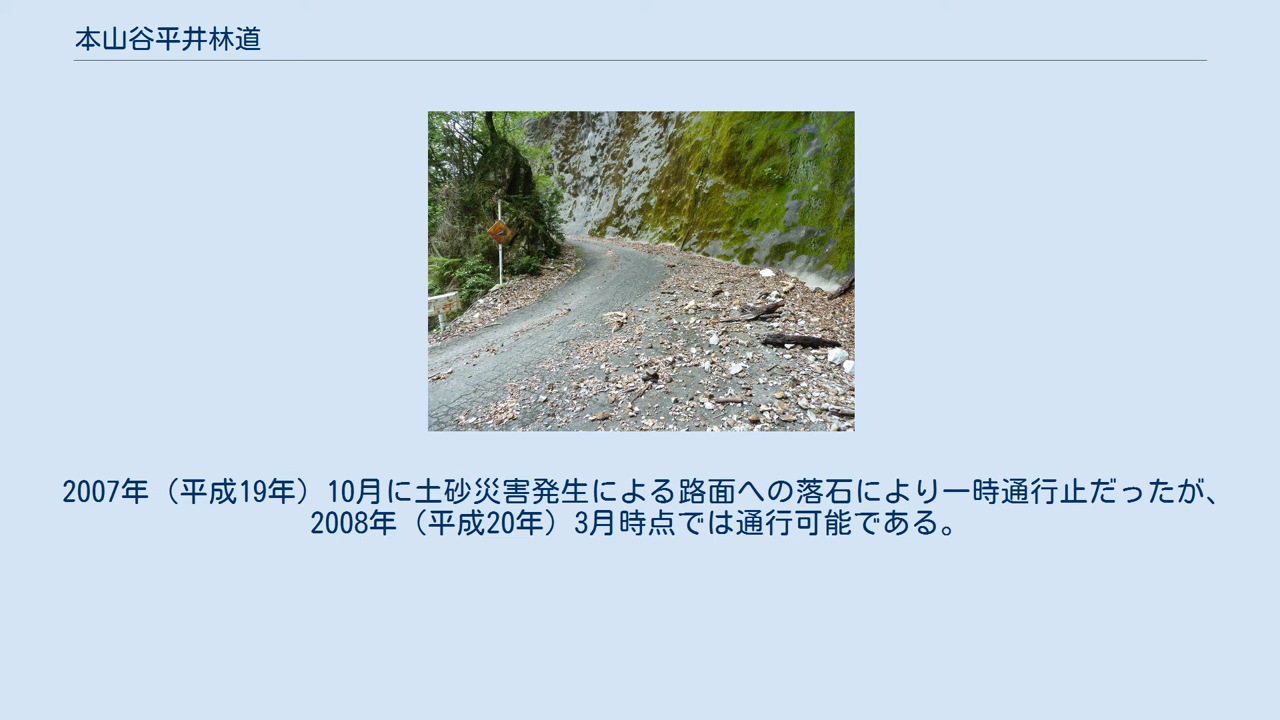 本山谷平井林道
2007年（平成19年）10月に土砂災害発生による路面への落石により一時通行止だったが、
2008年（平成20年）3月時点では通行可能である。